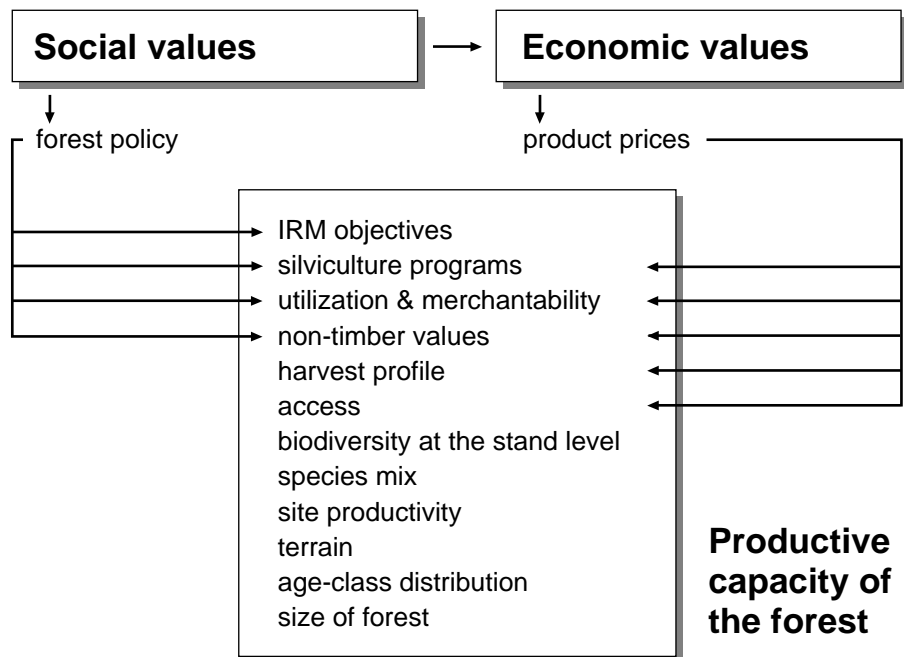 Social values
Economic values
forest policy
product prices
IRM objectives
silviculture programs
utilization & merchantability
non-timber values
harvest profile
access
biodiversity at the stand level
species mix
site productivity
terrain
age-class distribution
size of forest
Productive
capacity of
the forest